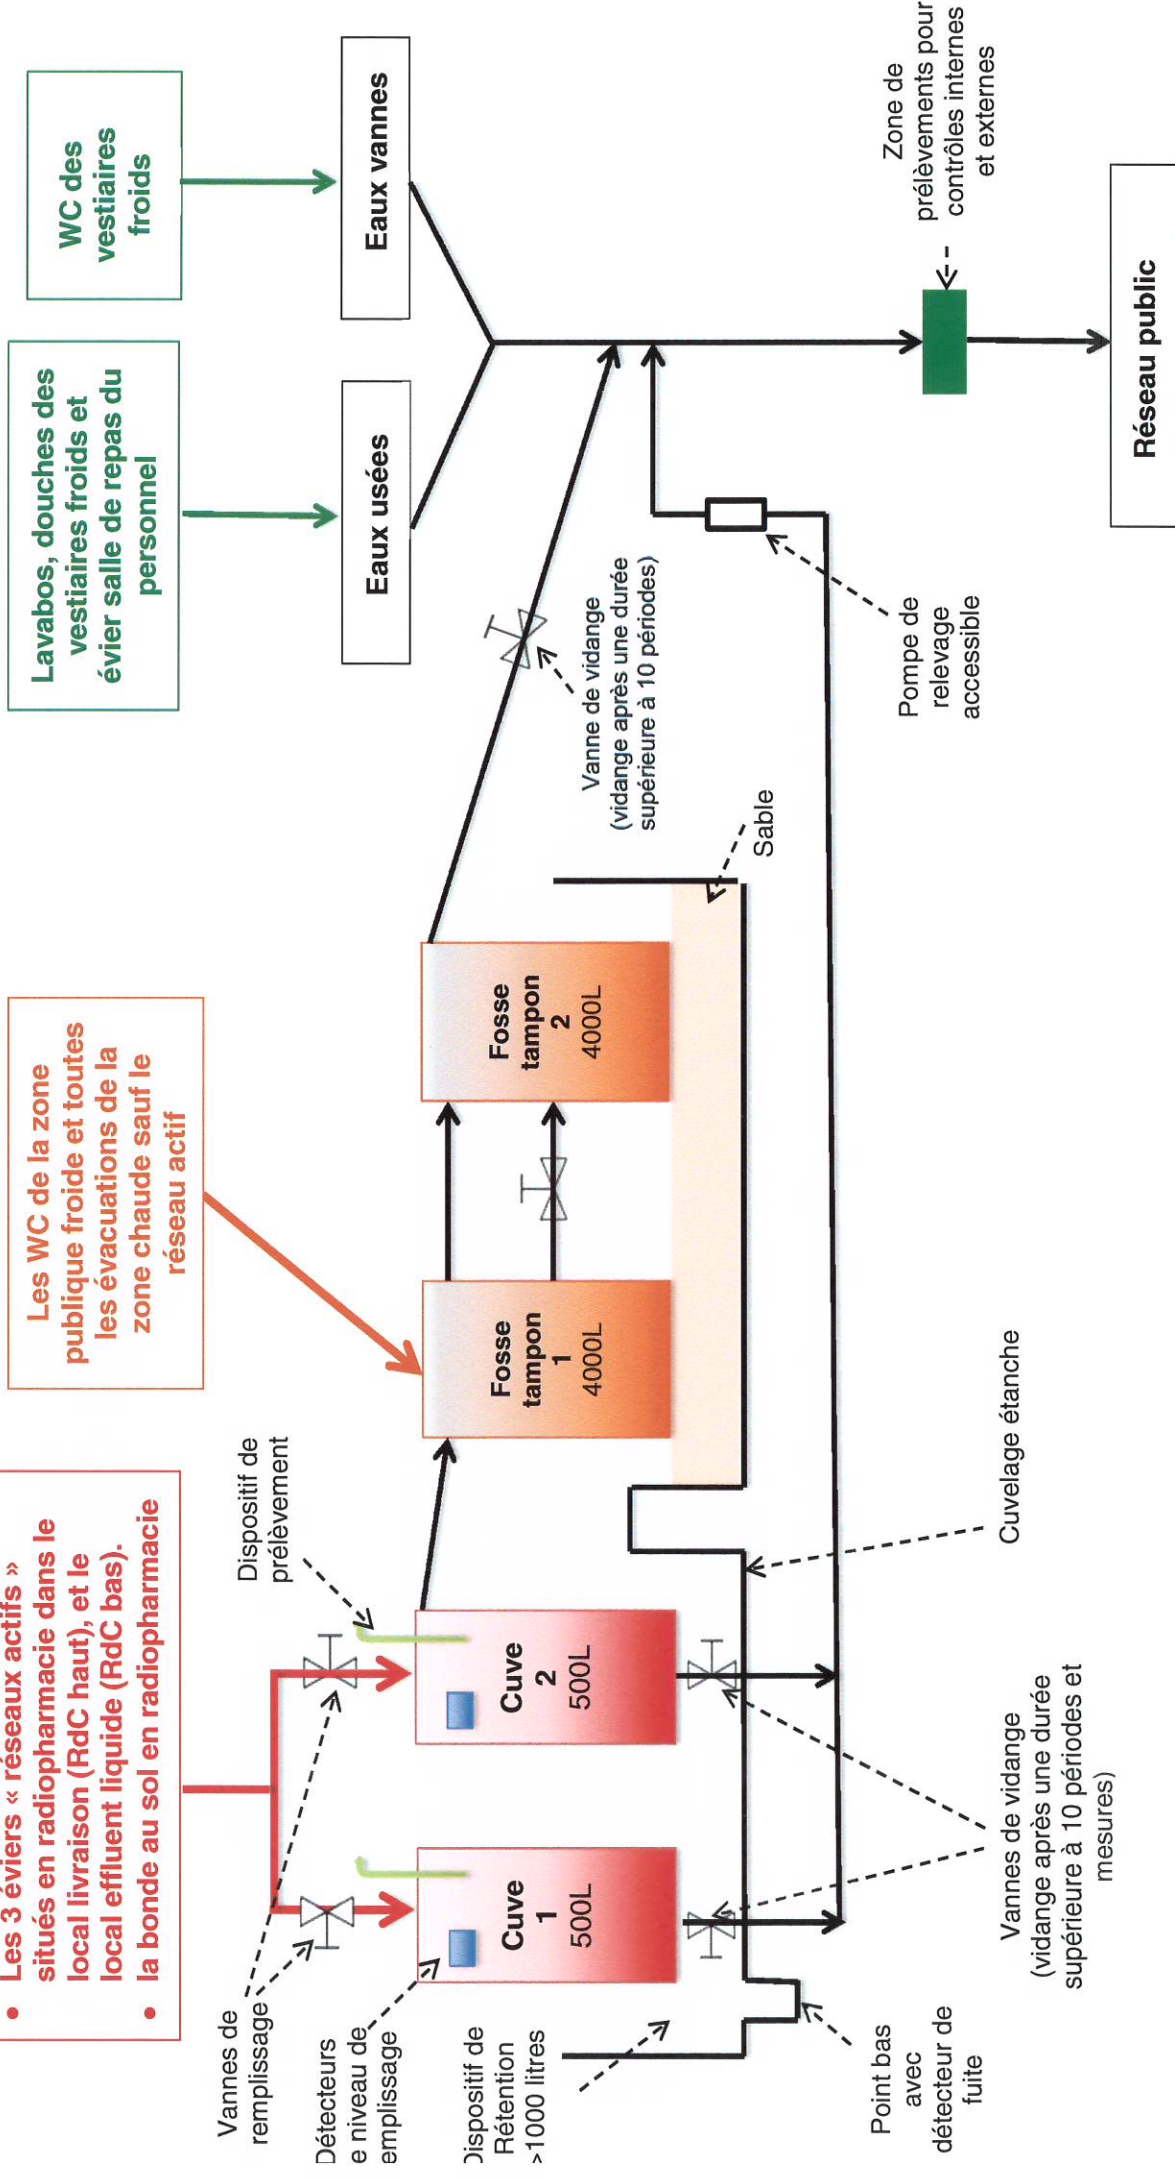 • Les 3 éviers « réseaux actifs »
situés en radiopharmacie dans le
local livraison (RdC haut), et le
local effluent liquide (RdC bas).
• la bonde au sol en radiopharmacie
Les WC de la zone
publique froide et toutes
les évacuations de la
zone chaude sauf le
réseau actif
Lavabos, douches des
vestiaires froids et
évier salle de repas du
personnel
WC des
vestiaires
froids
Vannes de
remplissage
Détecteurs
e niveau de
emplissage
Dispositif de
Rétention
>1000 litres
Dispositif de
prélèvement
Cuve
1
500L
Cuve
2
500L
Fosse
tampon
1
4000L
Fosse
tampon
2
4000L
Eaux usées
Eaux vannes
Vanne de vidange
(vidange après une durée
supérieure à 10 périodes)
Sable
Pompe de
relevage
accessible
Zone de
prélèvements pour
contrôles internes
et externes
Point bas
avec
détecteur de
fuite
Vannes de vidange
(vidange après une durée
supérieure à 10 périodes et
mesures)
Cuvelage étanche
Réseau public